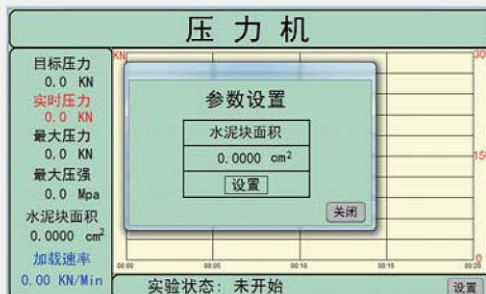 压力机
目标压力
0.0 KN
实时压力
0.0 KN
最大压力
0.0 KN
最大压强
0.0 Mpa
水泥块面积
0.0000 cm²
加载速率
0.00 KN/Min
KN
300
150
0
00:00
00:05
00:10
00:15
00:20
参数设置
水泥块面积
0.0000 cm²
设置
关闭
实验状态：未开始
设置